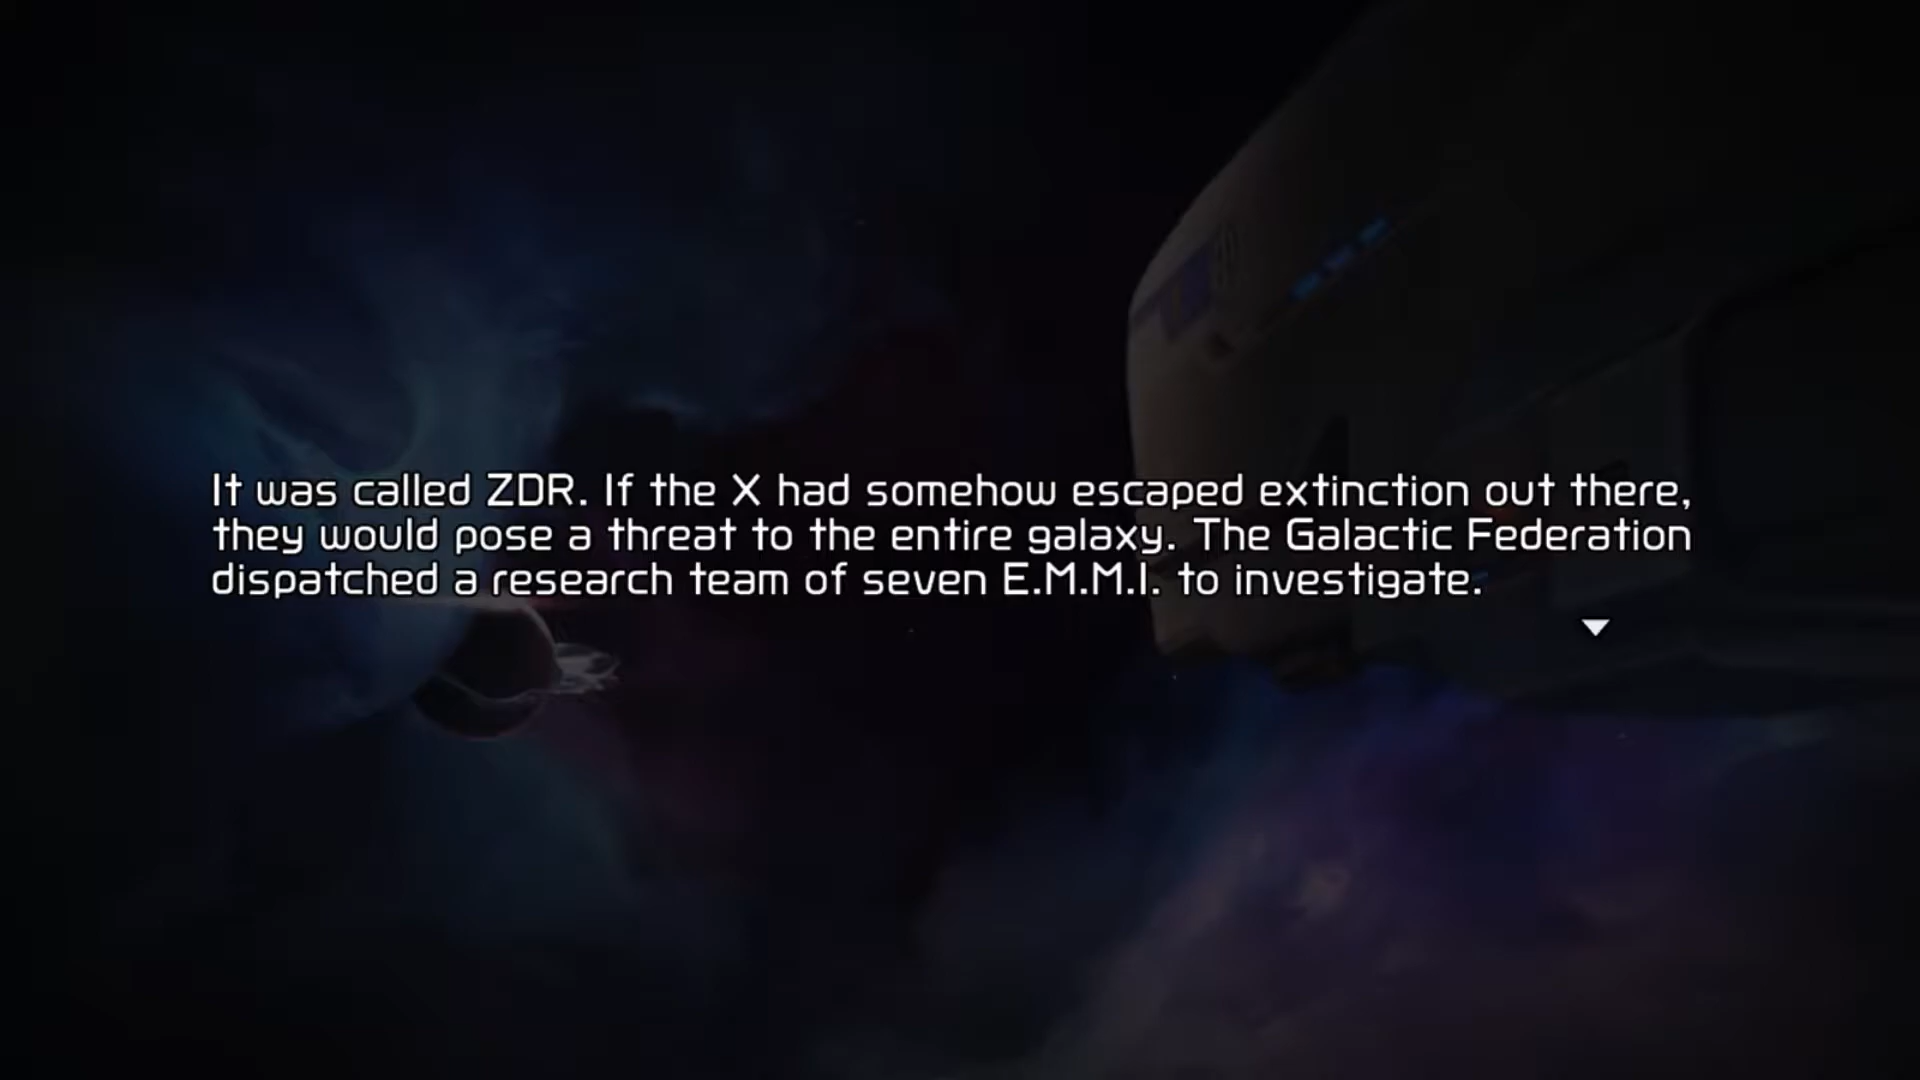 It was called ZDR. If the X had somehow escaped extinction out there,
they would pose a threat to the entire galaxy. The Galactic Federation
dispatched a research team of seven E.M.M.I. to investigate.